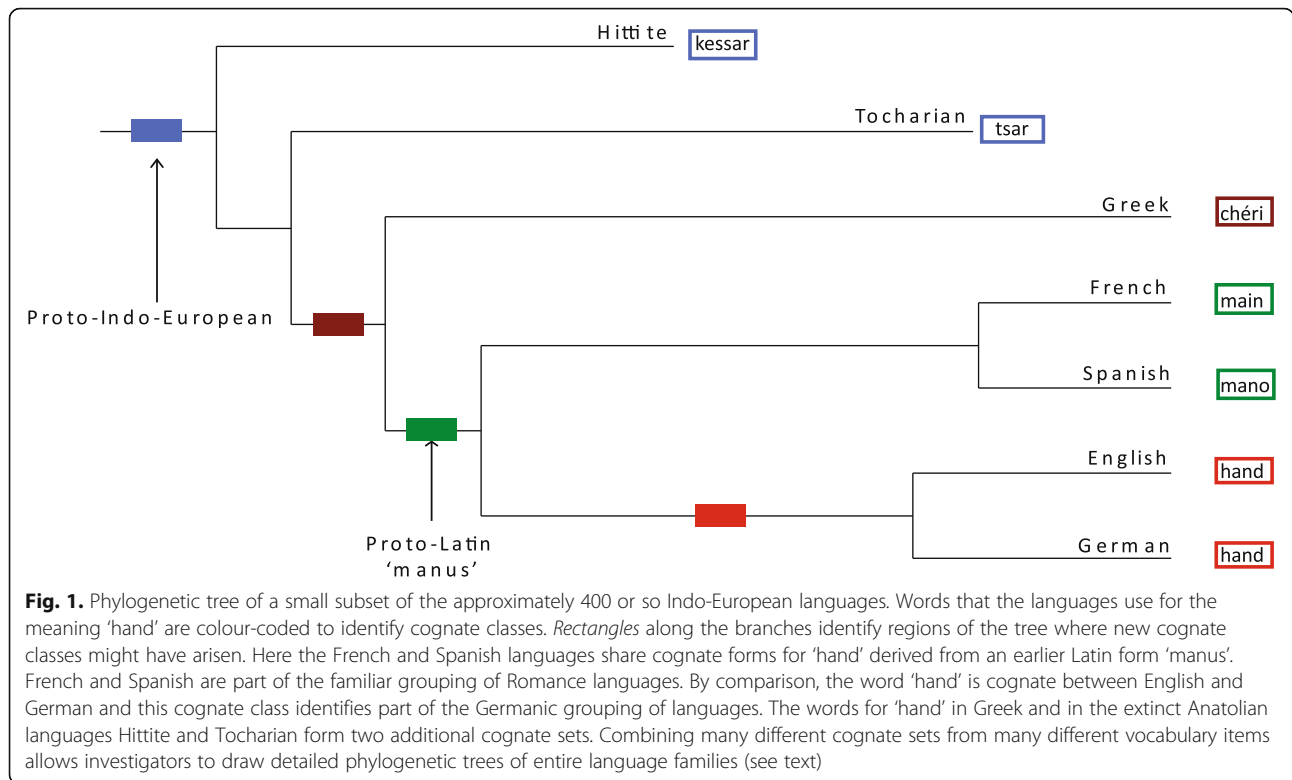 Hittite
kessar
Tocharian
tsar
Greek
chéri
French
main
Proto-Indo-European
Spanish
mano
English
hand
Proto-Latin
'manus'
German
hand
Fig. 1. Phylogenetic tree of a small subset of the approximately 400 or so Indo-European languages. Words that the languages use for the
meaning 'hand' are colour-coded to identify cognate classes. Rectangles along the branches identify regions of the tree where new cognate
classes might have arisen. Here the French and Spanish languages share cognate forms for 'hand' derived from an earlier Latin form 'manus'.
French and Spanish are part of the familiar grouping of Romance languages. By comparison, the word 'hand' is cognate between English and
German and this cognate class identifies part of the Germanic grouping of languages. The words for 'hand' in Greek and in the extinct Anatolian
languages Hittite and Tocharian form two additional cognate sets. Combining many different cognate sets from many different vocabulary items
allows investigators to draw detailed phylogenetic trees of entire language families (see text)